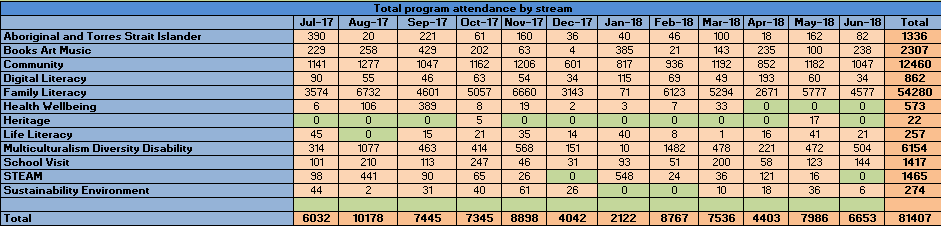 Total program attendance by stream
Jul-17 Aug-17 Sep-17 Oct-17 Nov-17 Dec-17 Jan-18 Feb-18 Mar-18 Apr-18 May-18 Jun-18 Total
Aboriginal and Torres Strait Islander 390 20 221 61 160 36 40 46 100 18 162 82 1336
Books Art Music 229 258 429 202 63 4 385 21 143 235 100 238 2307
Community 1141 1277 1047 1162 1206 601 817 936 1192 852 1182 1047 12460
Digital Literacy 90 55 46 63 54 34 115 69 49 193 60 34 862
Family Literacy 3574 6732 4601 5057 6660 3143 71 6123 5294 2671 5777 4577 54280
Health Wellbeing 6 106 389 8 19 2 3 7 33 0 0 0 573
Heritage 0 0 0 5 0 0 0 0 0 0 17 0 22
Life Literacy 45 0 15 21 35 14 40 8 1 16 41 21 257
Multiculturalism Diversity Disability 314 1077 463 414 568 151 10 1482 478 221 472 504 6154
School Visit 101 210 113 247 46 31 93 51 200 58 123 144 1417
STEAM 98 441 90 65 26 0 548 24 36 121 16 0 1465
Sustainability Environment 44 2 31 40 61 26 0 0 10 18 36 6 274
Total 6032 10178 7445 7345 8898 4042 2122 8767 7536 4403 7986 6653 81407